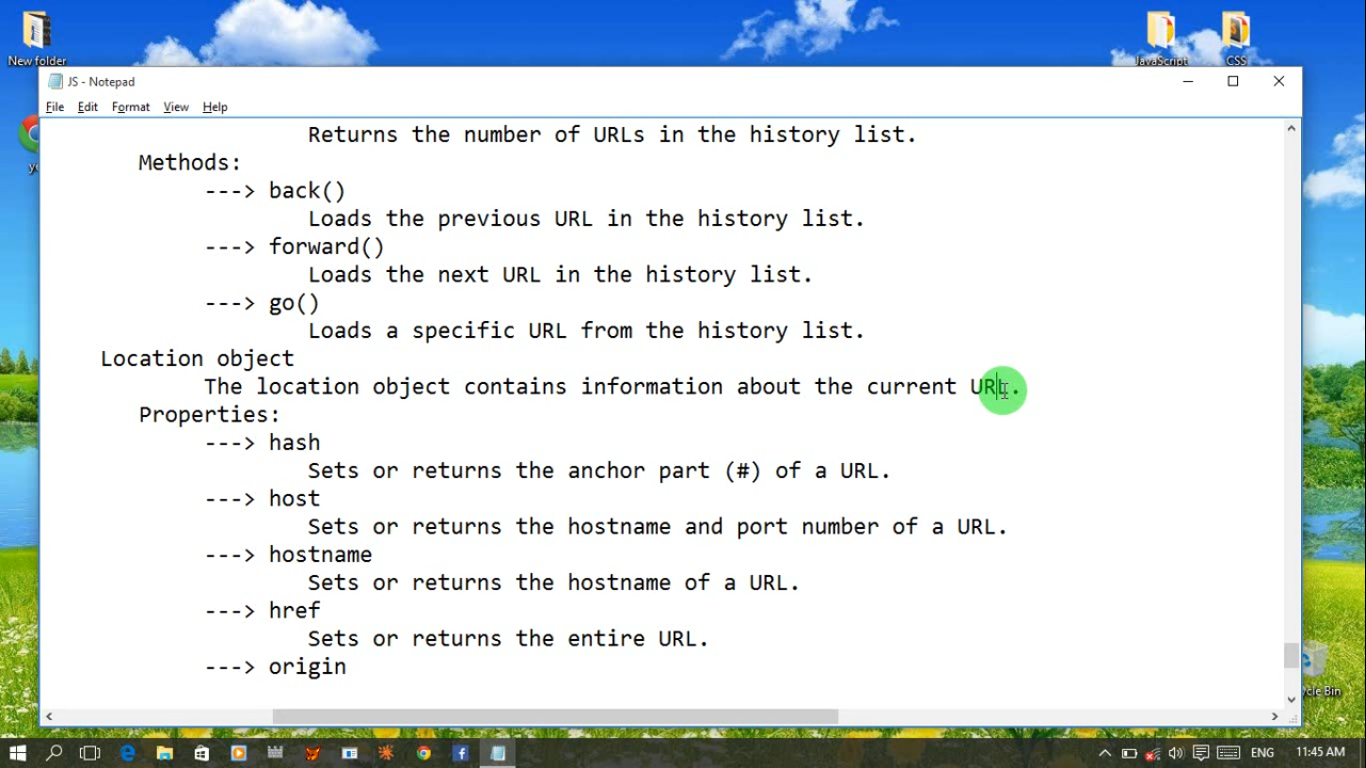 New folder
JavaScript
CSS
JS - Notepad
File Edit Format View Help
Returns the number of URLs in the history list.
Methods:
---> back()
Loads the previous URL in the history list.
---> forward()
Loads the next URL in the history list.
---> go()
Loads a specific URL from the history list.
Location object
The location object contains information about the current URL.
Properties:
---> hash
Sets or returns the anchor part (#) of a URL.
---> host
Sets or returns the hostname and port number of a URL.
---> hostname
Sets or returns the hostname of a URL.
---> href
Sets or returns the entire URL.
---> origin
cle Bin
ENG
11:45 AM